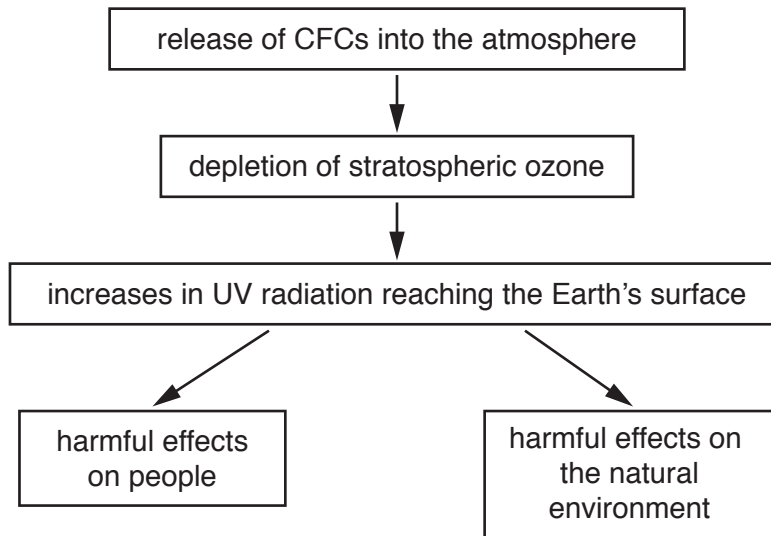 release of CFCs into the atmosphere
depletion of stratospheric ozone
increases in UV radiation reaching the Earth's surface
harmful effects
on people
harmful effects on
the natural
environment